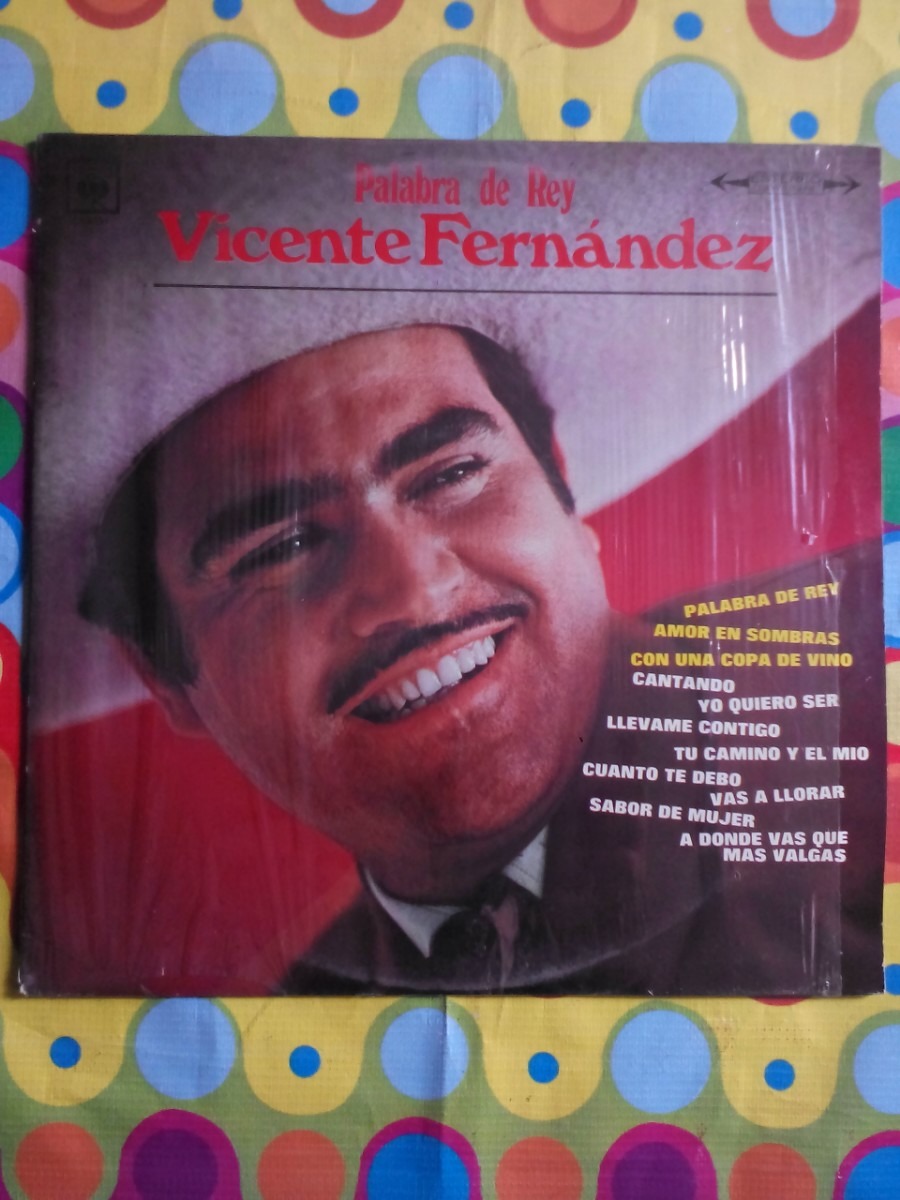 Palabra de Rey
Vicente Fernández
PALABRA DE REY
AMOR EN SOMBRAS
CON UNA COPA DE VINO
CANTANDO
YO QUIERO SER
LLEVAME CONTIGO
TU CAMINO Y EL MIO
CUANTO TE DEBO
VAS A LLORAR
SABOR DE MUJER
A DONDE VAS QUE
MAS VALGAS